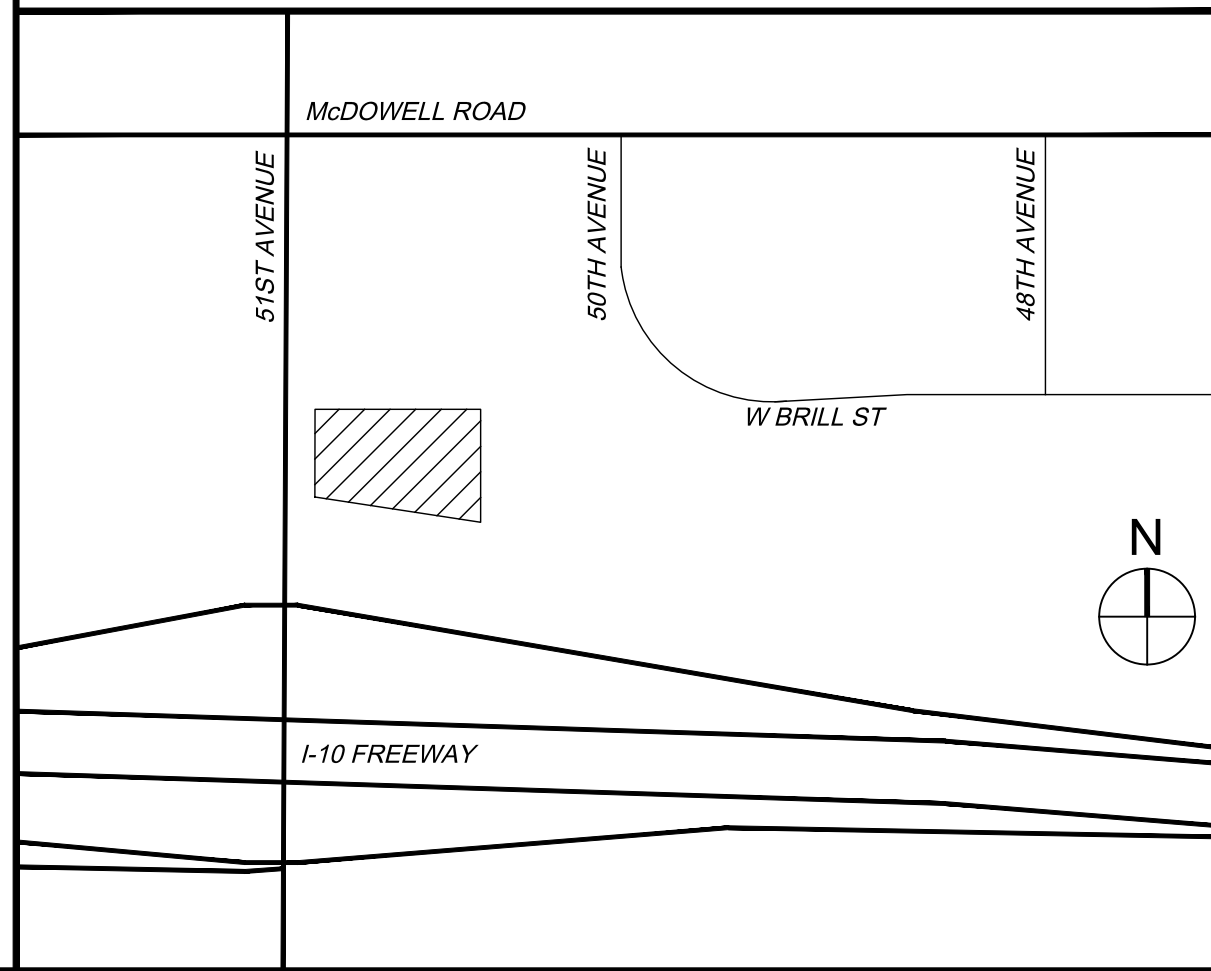 McDOWELL ROAD
51ST AVENUE
50TH AVENUE
48TH AVENUE
W BRILL ST
N
I-10 FREEWAY